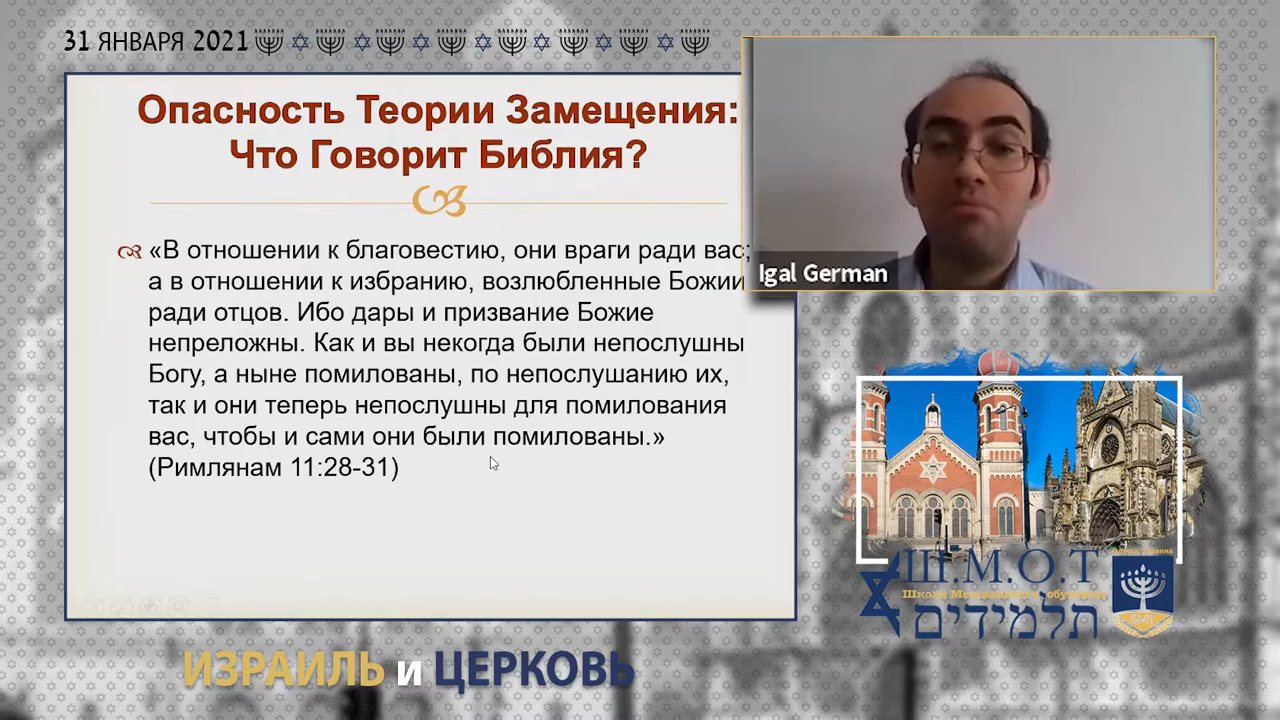 31 ЯНВАРЯ 2021
Опасность Теории Замещения:
Что Говорит Библия?
«В отношении к благовестию, они враги ради вас;
а в отношении к избранию, возлюбленные Божии
ради отцов. Ибо дары и призвание Божие
непреложны. Как и вы некогда были непослушны
Богу, а ныне помилованы, по непослушанию их,
так и они теперь непослушны для помилования
вас, чтобы и сами они были помилованы.»
(Римлянам 11:28-31)
Igal German
Ш.М.О.Т
Школа
תלמידים
ИЗРАИЛЬ и ЦЕРКОВЬ